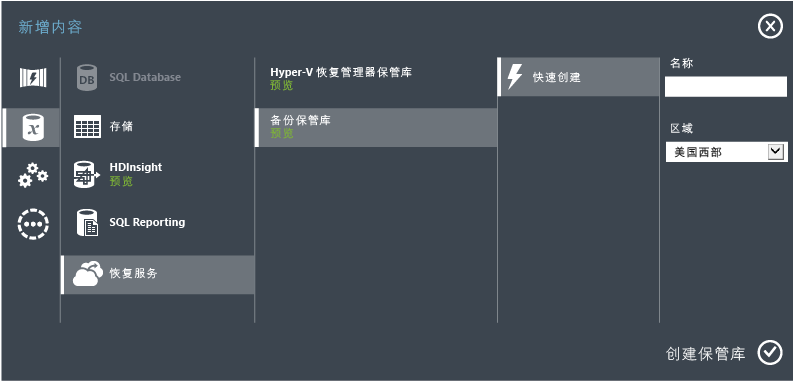 新增内容
SQL Database
存储
HDInsight
预览
SQL Reporting
恢复服务
Hyper-V 恢复管理器保管库
预览
备份保管库
预览
快速创建
名称
区域
美国西部
创建保管库